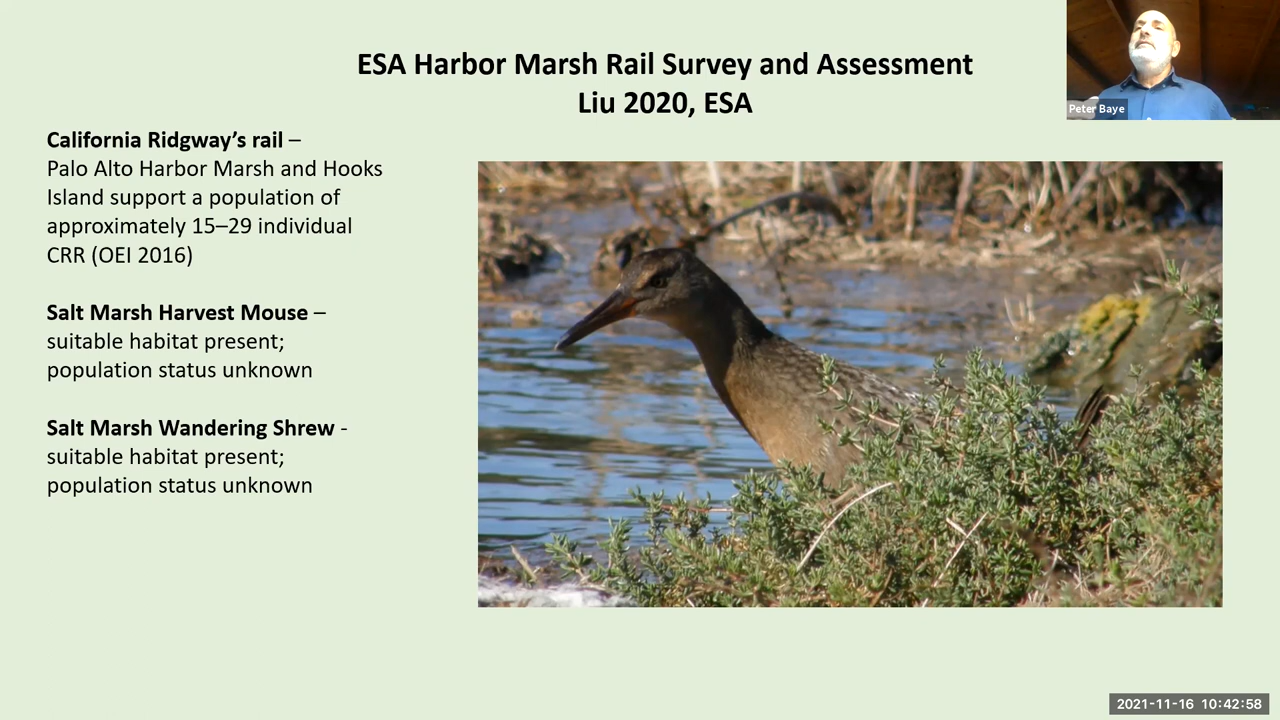 ESA Harbor Marsh Rail Survey and Assessment
Liu 2020, ESA
Peter Baye
California Ridgway’s rail –
Palo Alto Harbor Marsh and Hooks
Island support a population of
approximately 15–29 individual
CRR (OEI 2016)
Salt Marsh Harvest Mouse –
suitable habitat present;
population status unknown
Salt Marsh Wandering Shrew -
suitable habitat present;
population status unknown
2021-11-16 10:42:58